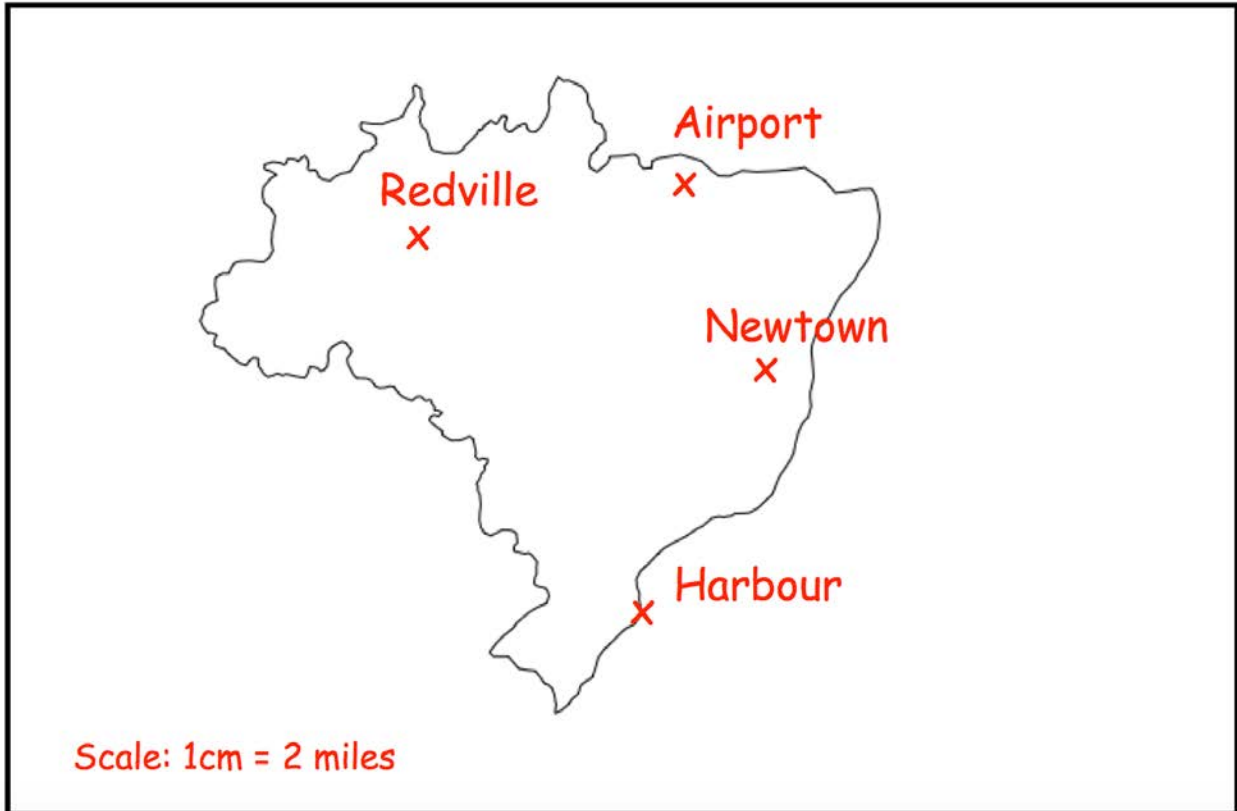 Airport
x
Redville
x
Newtown
x
Harbour
x
Scale: 1cm = 2 miles